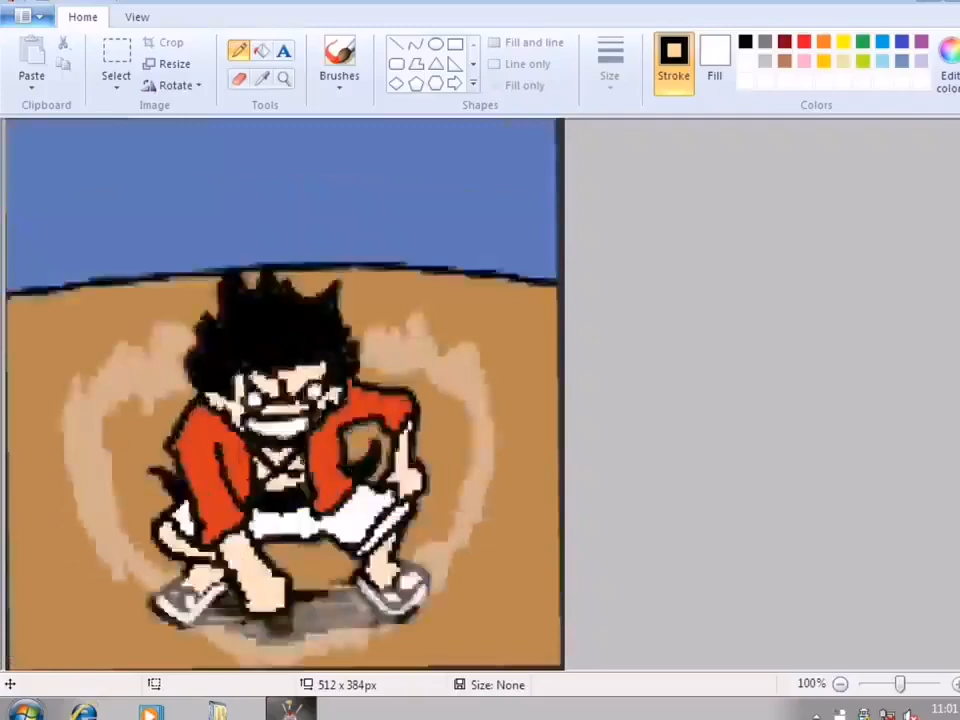 Home View
Paste
Clipboard
Select
Crop
Resize
Rotate
Image
A
Tools
Brushes
Shapes
Fill and line
Line only
Fill only
Size
Stroke
Fill
Colors
Edit
512 x 384px
Size: None
100%
11:01